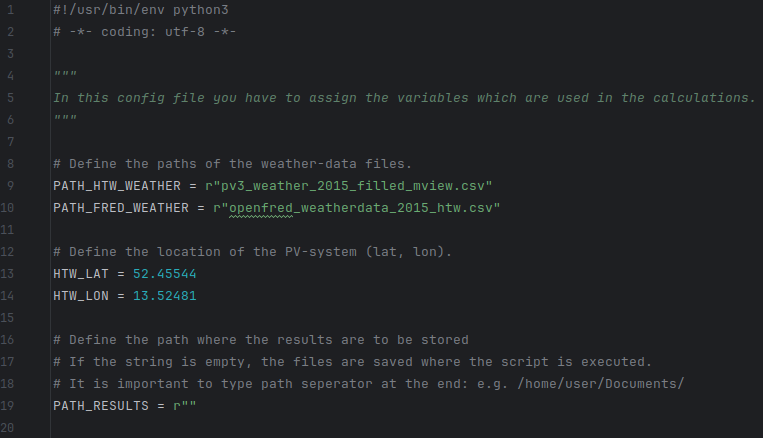 1 #!/usr/bin/env python3
2 # -*- coding: utf-8 -*-
3
4 """
5 In this config file you have to assign the variables which are used in the calculations.
6 """
7
8 # Define the paths of the weather-data files.
9 PATH_HTW_WEATHER = r"pv3_weather_2015_filled_mview.csv"
10 PATH_FRED_WEATHER = r"openfred_weatherdata_2015_htw.csv"
11
12 # Define the location of the PV-system (lat, lon).
13 HTW_LAT = 52.45544
14 HTW_LON = 13.52481
15
16 # Define the path where the results are to be stored
17 # If the string is empty, the files are saved where the script is executed.
18 # It is important to type path seperator at the end: e.g. /home/user/Documents/
19 PATH_RESULTS = r""
20